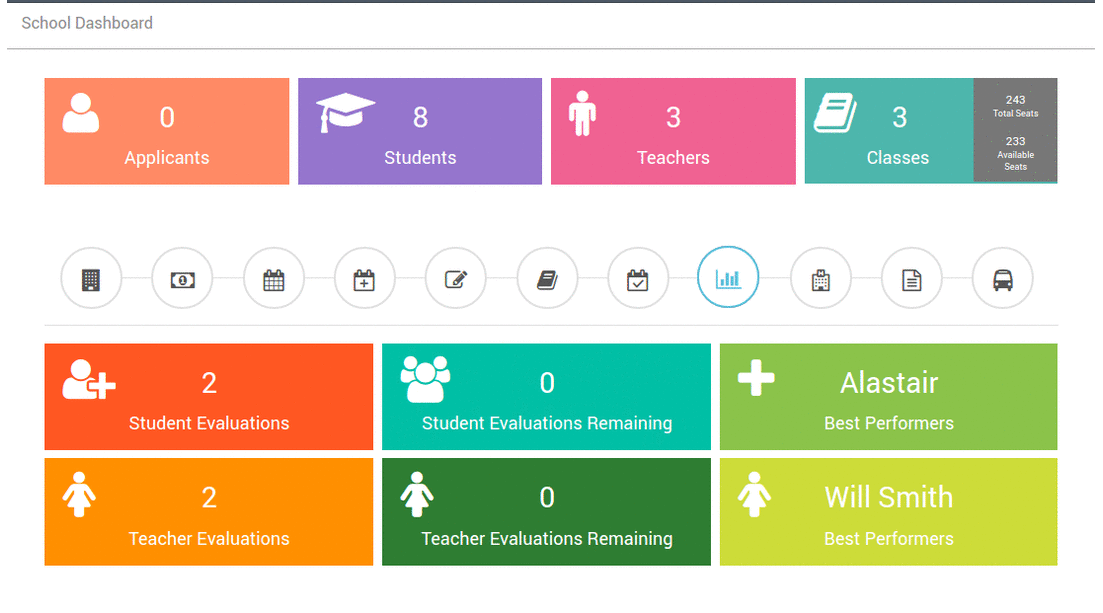 School Dashboard
0
Applicants
8
Students
3
Teachers
3
Classes
243
Total Seats
233
Available
Seats
2
Student Evaluations
0
Student Evaluations Remaining
Alastair
Best Performers
2
Teacher Evaluations
0
Teacher Evaluations Remaining
Will Smith
Best Performers